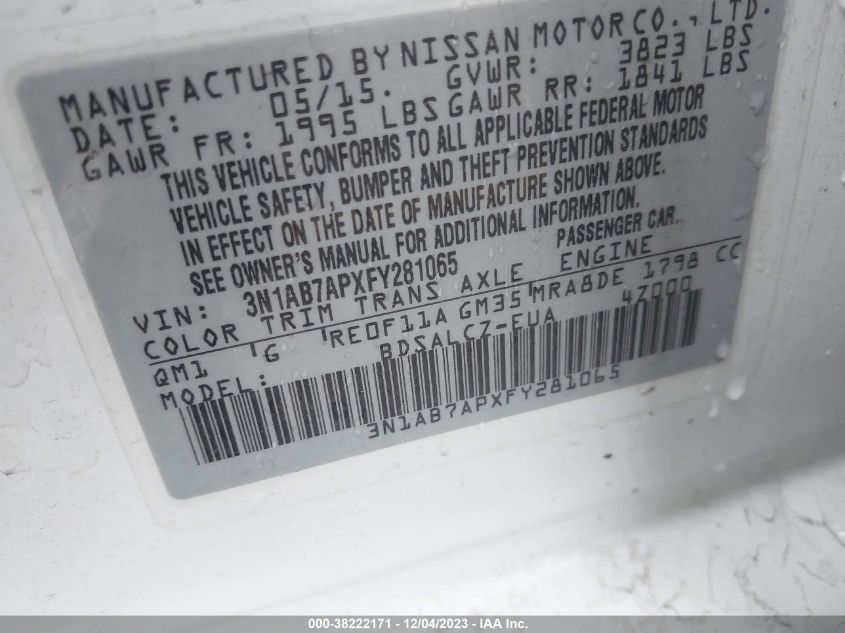 MANUFACTURED BY NISSAN MOTOR CO., LTD.
DATE: 05/15. GVWR: 3823 LBS
GAWR FR: 1995 LBS GAWR RR: 1841 LBS
THIS VEHICLE CONFORMS TO ALL APPLICABLE FEDERAL MOTOR
VEHICLE SAFETY, BUMPER AND THEFT PREVENTION STANDARDS
IN EFFECT ON THE DATE OF MANUFACTURE SHOWN ABOVE.
SEE OWNER'S MANUAL FOR ADDITIONAL INFORMATION.
VIN: 3N1AB7APXFY281065 PASSENGER CAR.
COLOR TRIM TRANS AXLE ENGINE
QM1 G RE0F11A GM35 MRA8DE 1798 CC
MODEL: BDSALCZ-EUA 47000
3N1AB7APXFY281065
000-38222171 - 12/04/2023 - IAA Inc.